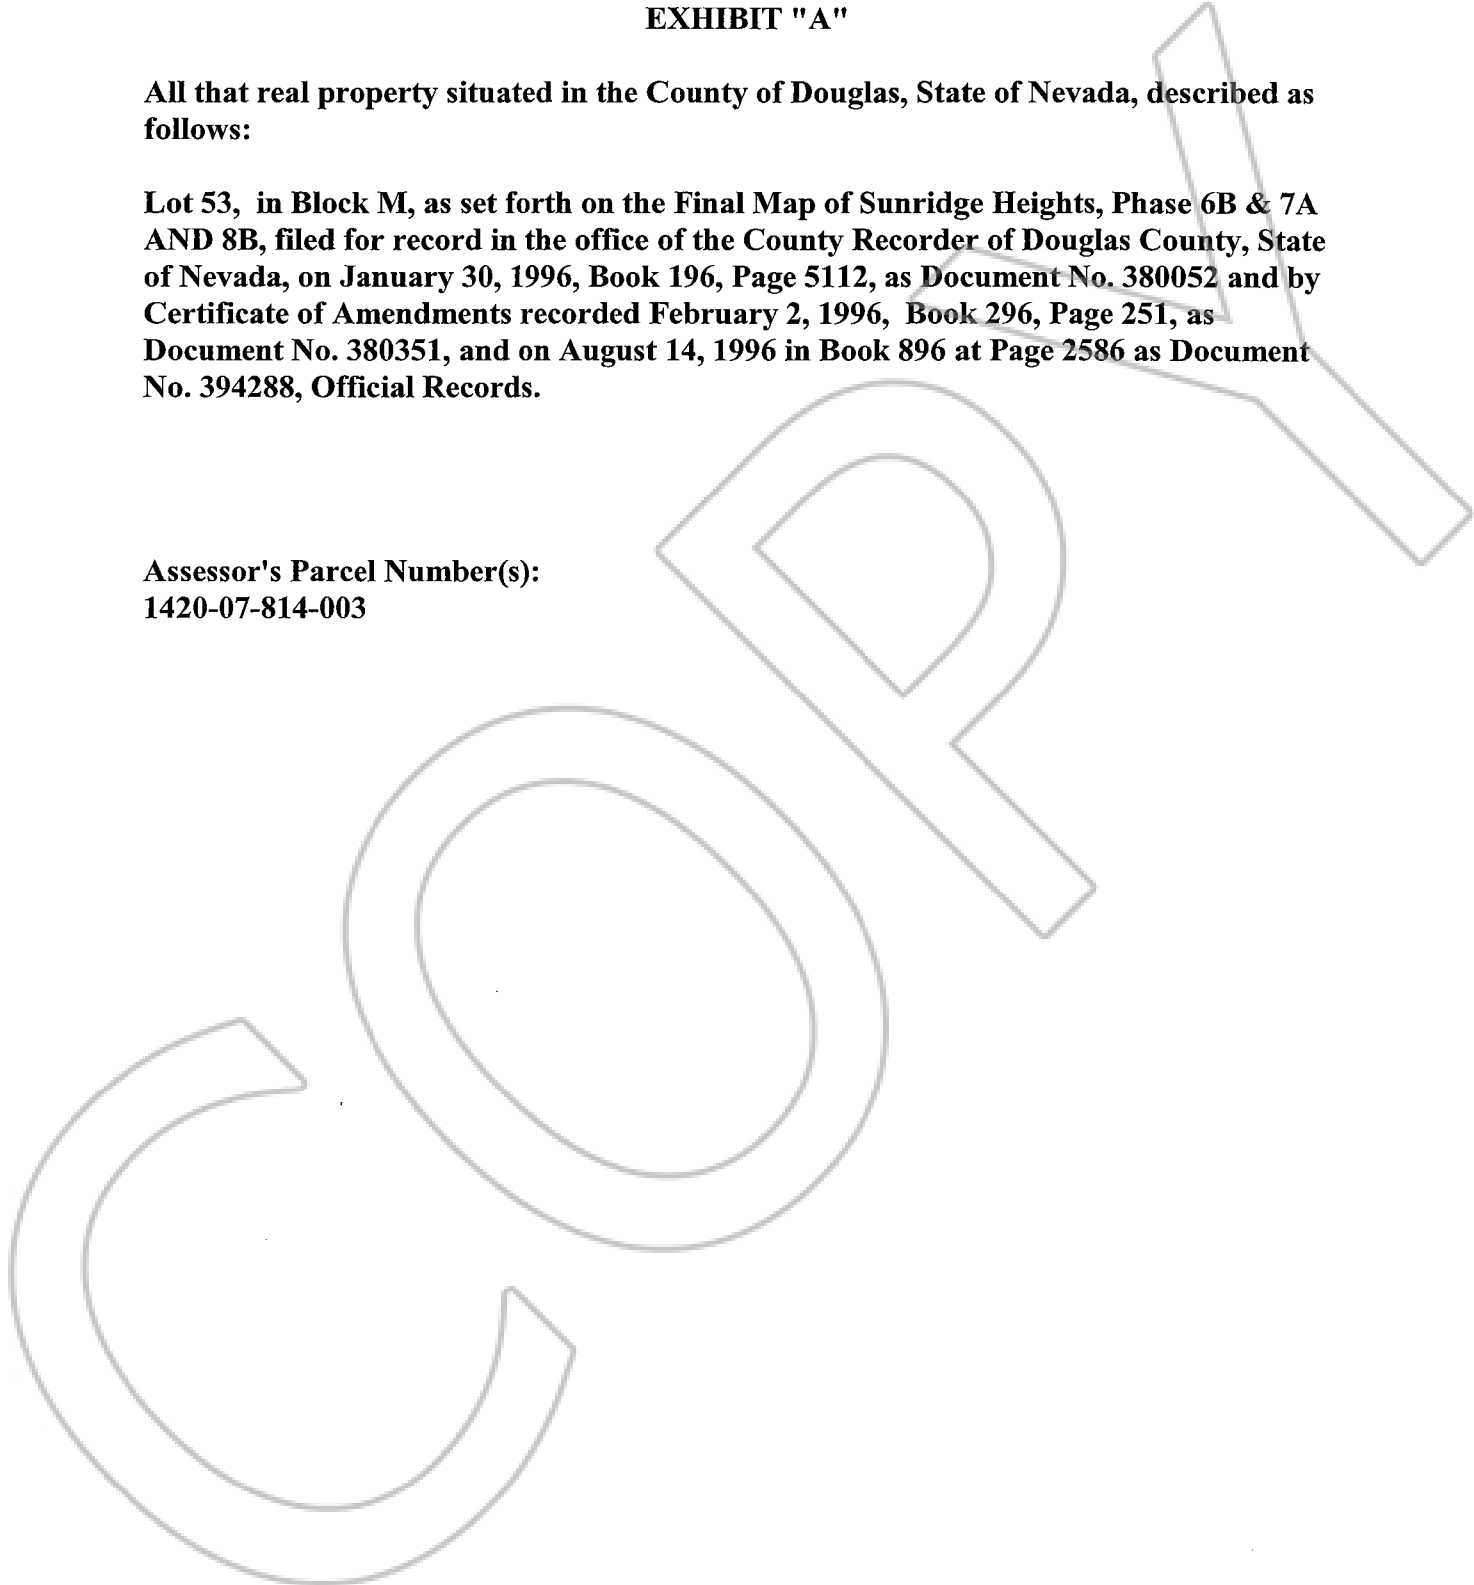 EXHIBIT "A"
All that real property situated in the County of Douglas, State of Nevada, described as
follows:
Lot 53,  in Block M, as set forth on the Final Map of Sunridge Heights, Phase 6B & 7A
AND 8B, filed for record in the office of the County Recorder of Douglas County, State
of Nevada, on January 30, 1996, Book 196, Page 5112, as Document No. 380052 and by
Certificate of Amendments recorded February 2, 1996,  Book 296, Page 251, as
Document No. 380351, and on August 14, 1996 in Book 896 at Page 2586 as Document
No. 394288, Official Records.
Assessor's Parcel Number(s):
1420-07-814-003
COPY